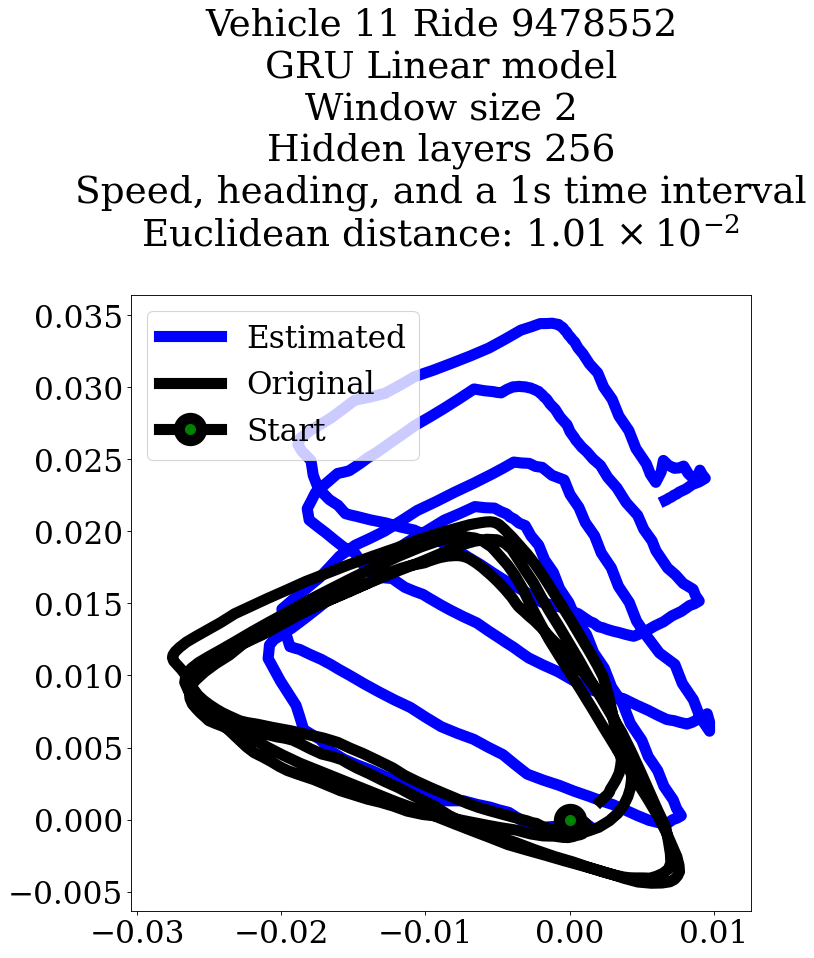 Vehicle 11 Ride 9478552
GRU Linear model
Window size 2
Hidden layers 256
Speed, heading, and a 1s time interval
Euclidean distance: 1.01 × 10⁻²
Estimated
Original
Start
0.035
0.030
0.025
0.020
0.015
0.010
0.005
0.000
−0.005
−0.03 −0.02 −0.01 0.00 0.01